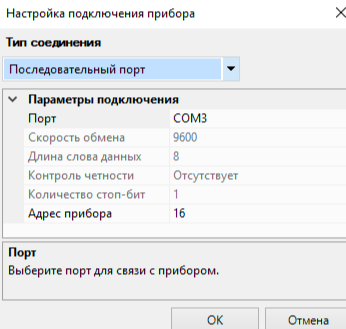 Настройка подключения прибора
Тип соединения
Последовательный порт
Параметры подключения
Порт COM3
Скорость обмена 9600
Длина слова данных 8
Контроль четности Отсутствует
Количество стоп-бит 1
Адрес прибора 16
Порт
Выберите порт для связи с прибором.
ОК Отмена